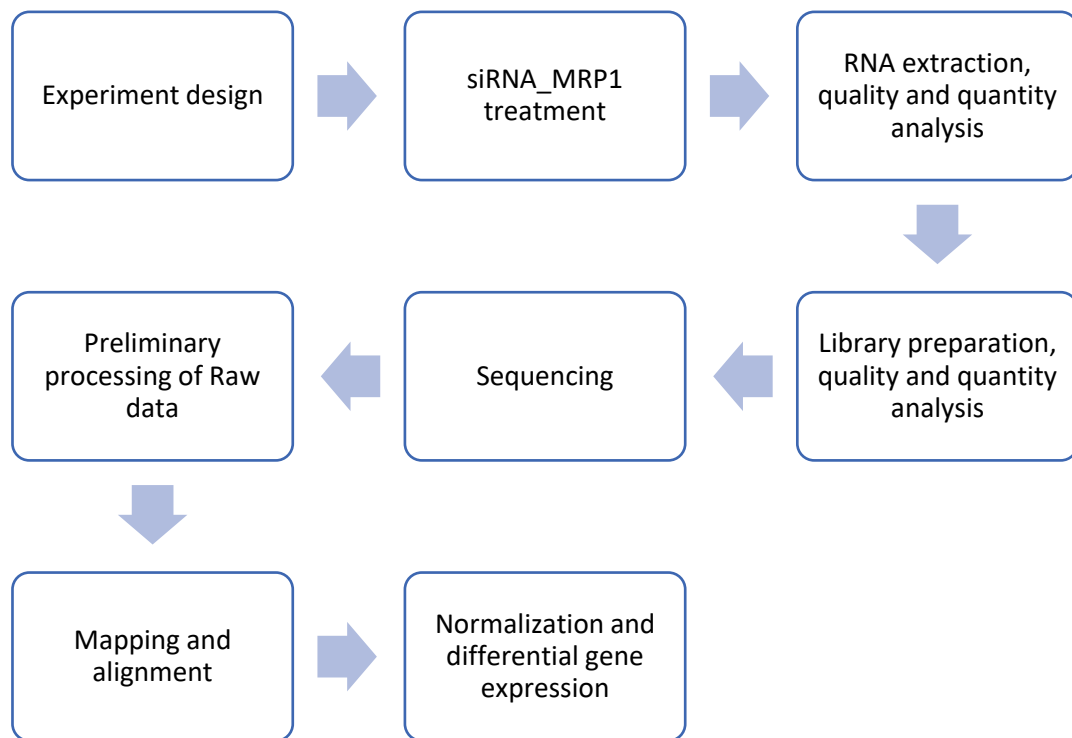 Experiment design
siRNA_MRP1
treatment
RNA extraction,
quality and quantity
analysis
Library preparation,
quality and quantity
analysis
Sequencing
Preliminary
processing of Raw
data
Mapping and
alignment
Normalization and
differential gene
expression